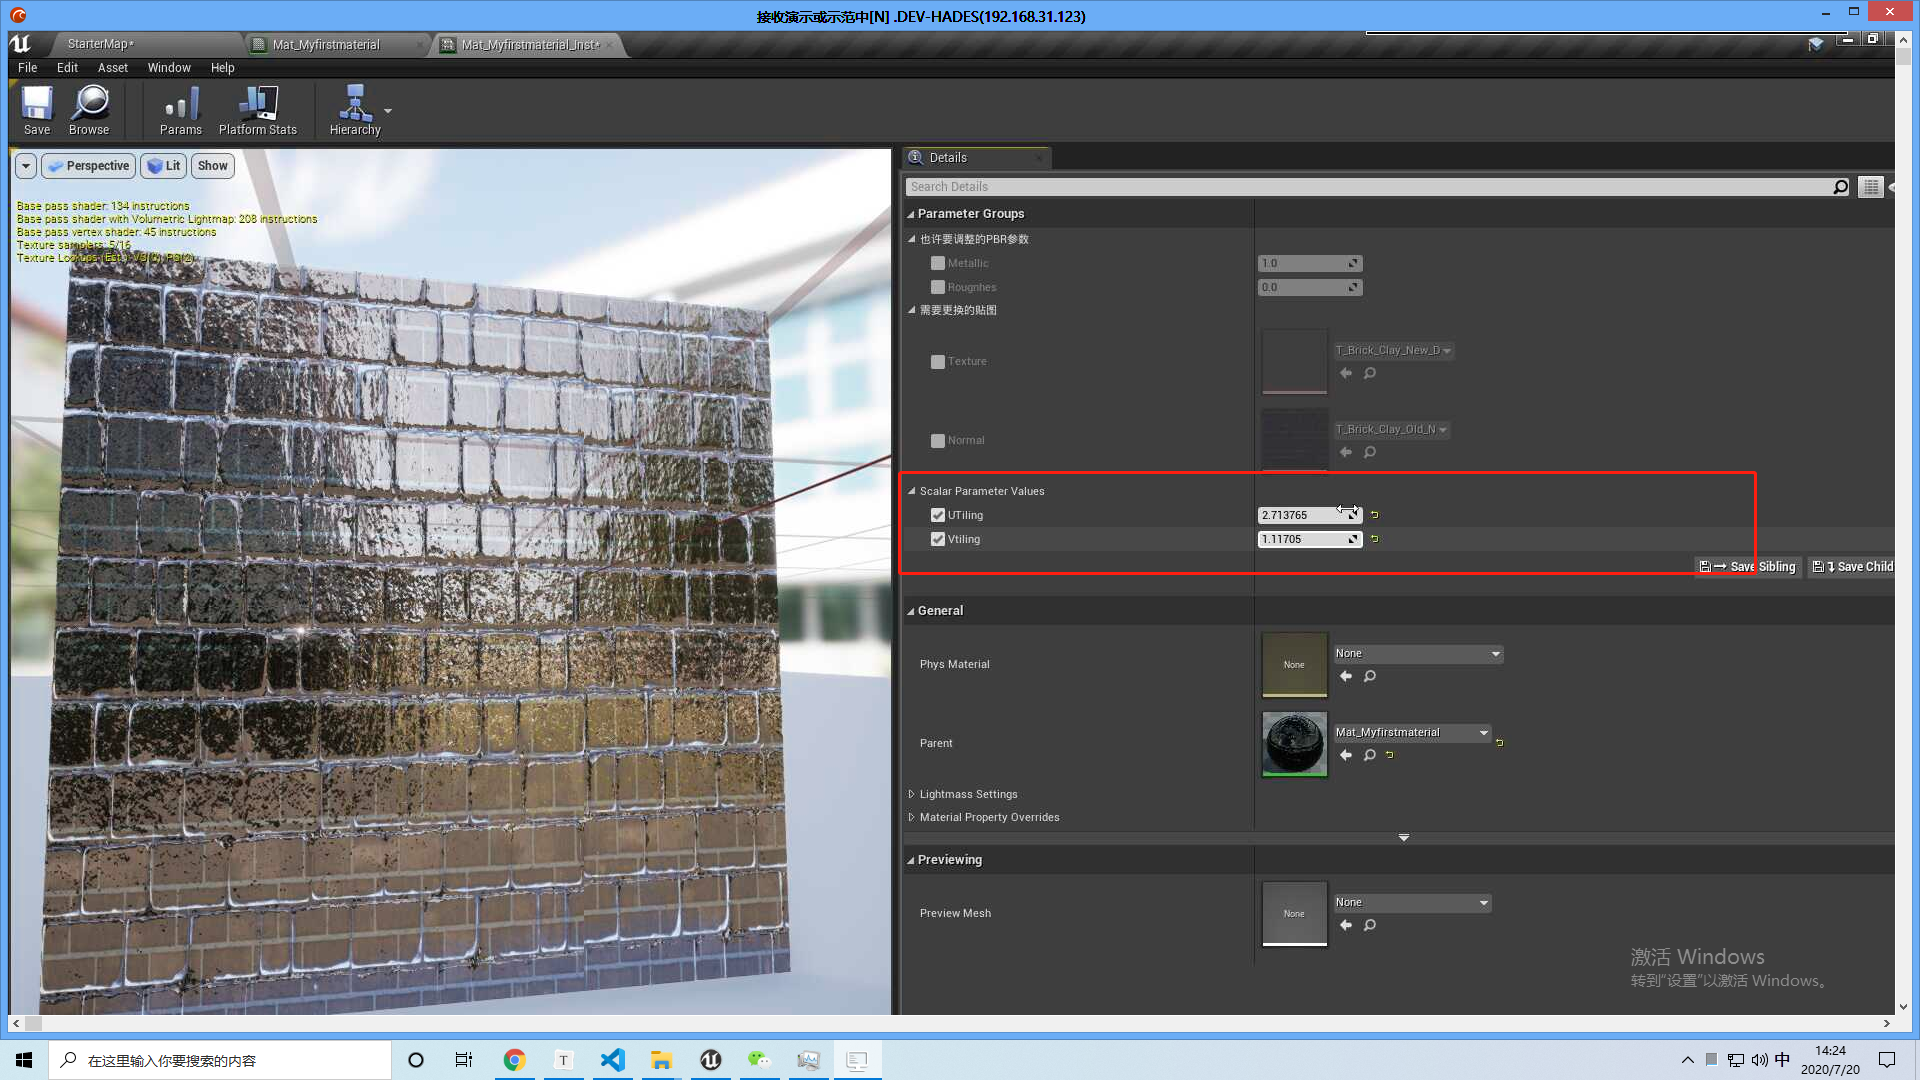 接收演示或示范中[N] .DEV-HADES(192.168.31.123)
StarterMap*
Mat_Myfirstmaterial
Mat_Myfirstmaterial_Inst*
File Edit Asset Window Help
Save
Browse
Params
Platform Stats
Hierarchy
Perspective
Lit
Show
Base pass shader: 134 instructions
Base pass shader with Volumetric Lightmap: 208 instructions
Base pass vertex shader: 45 instructions
Texture samplers: 5/16
Texture Lookups (Est.): VS(0), PS(2)
Details
Search Details
Parameter Groups
也许要调整的PBR参数
Metallic
1.0
Roughnes
0.0
需要更换的贴图
Texture
T_Brick_Clay_New_D
Normal
T_Brick_Clay_Old_N
Scalar Parameter Values
UTiling
2.713765
Vtiling
1.11705
Save Sibling
Save Child
General
Phys Material
None
None
Parent
Mat_Myfirstmaterial
Lightmass Settings
Material Property Overrides
Previewing
Preview Mesh
None
None
激活 Windows
转到"设置"以激活 Windows。
在这里输入你要搜索的内容
T
中
14:24
2020/7/20